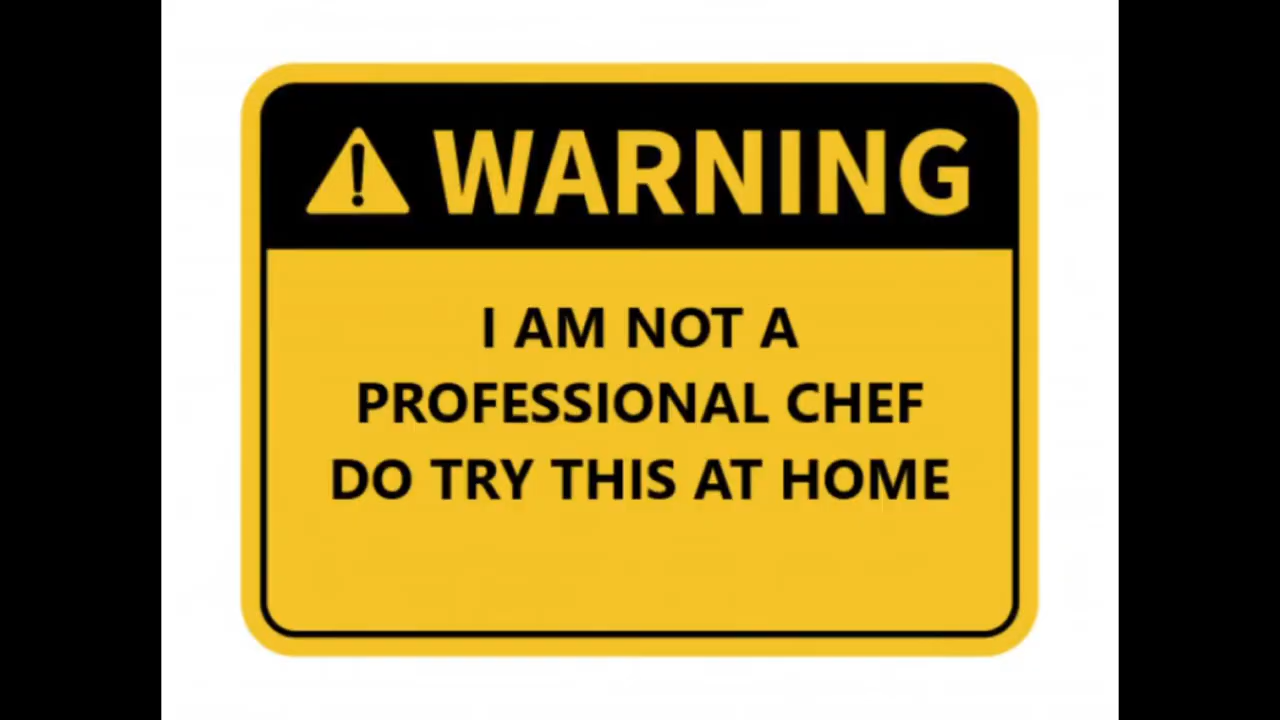 WARNING
I AM NOT A
PROFESSIONAL CHEF
DO TRY THIS AT HOME